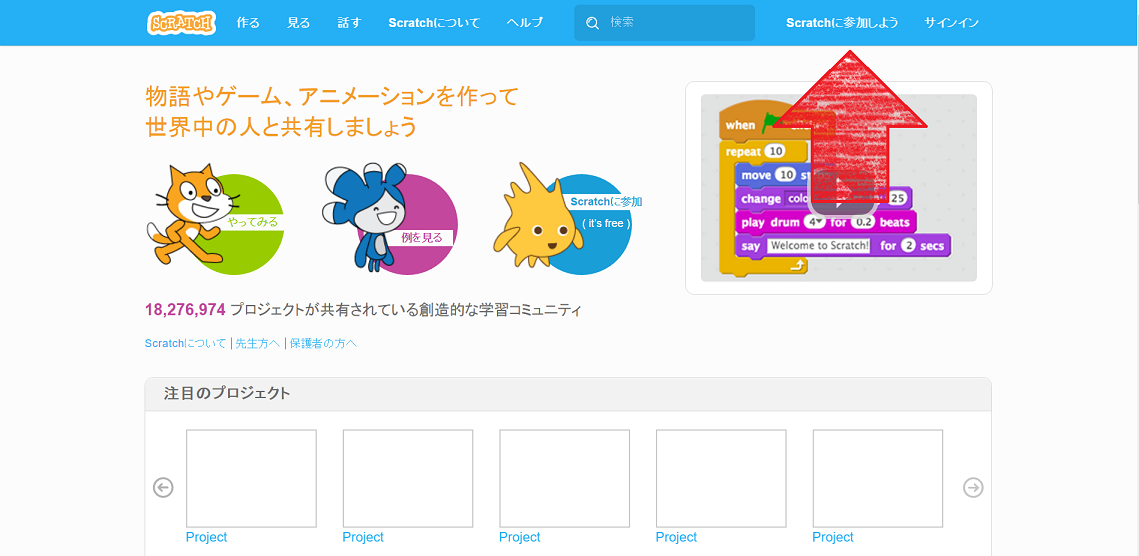 SCRATCH 作る 見る 話す Scratchについて ヘルプ 検索 Scratchに参加しよう サインイン
物語やゲーム、アニメーションを作って
世界中の人と共有しましょう
やってみる
例を見る
Scratchに参加
( it's free )
when
repeat 10
move 10
change 25
play drum 4 for 0.2 beats
say Welcome to Scratch! for 2 secs
18,276,974 プロジェクトが共有されている創造的な学習コミュニティ
Scratchについて | 先生方へ | 保護者の方へ
注目のプロジェクト
Project Project Project Project Project